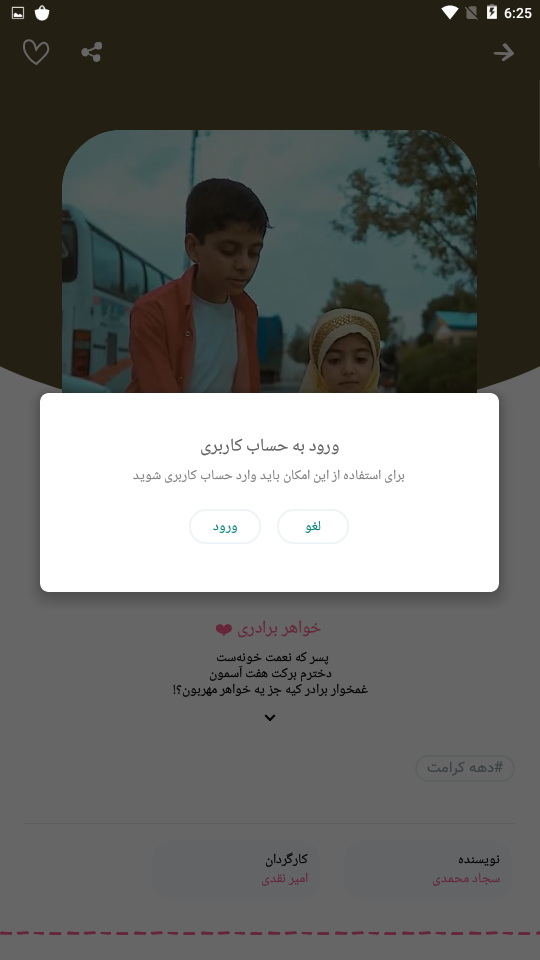 6:25
ورود به حساب کاربری
برای استفاده از این امکان باید وارد حساب کاربری شوید
لغو
ورود
خواهر برادری ❤
پسر که نعمت خونه‌ست
دخترم برکت هفت آسمون
غمخوار برادر کیه جز یه خواهر مهربون؟!
#دهه کرامت
نویسنده
سجاد محمدی
کارگردان
امیر نقدی